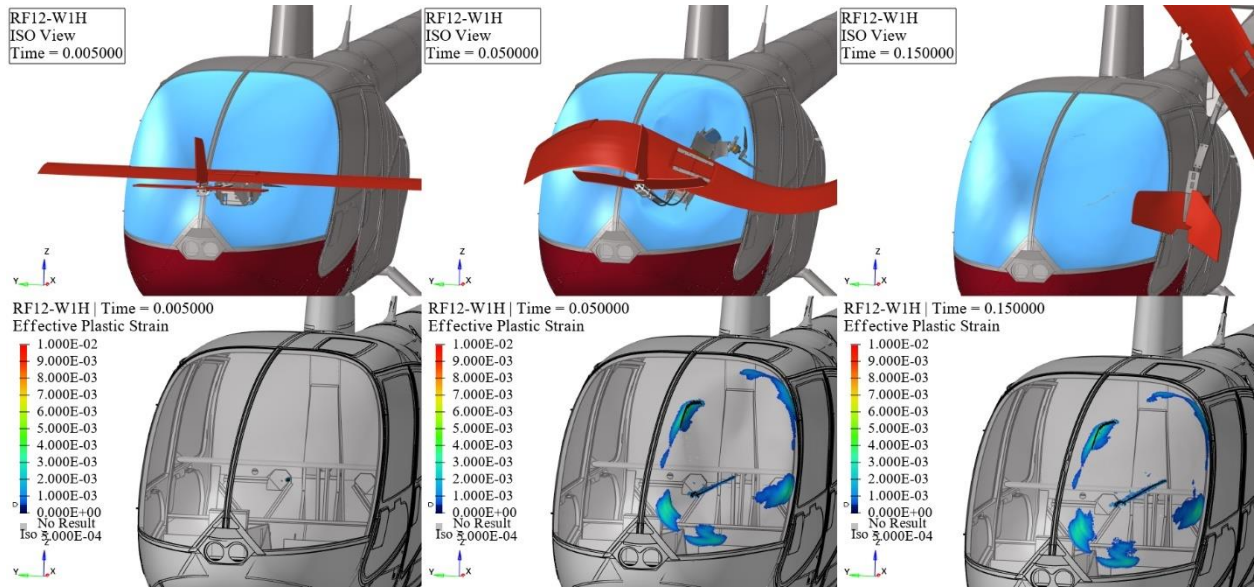 RF12-W1H
ISO View
Time = 0.005000
RF12-W1H
ISO View
Time = 0.050000
RF12-W1H
ISO View
Time = 0.150000
Z
Y
X
Z
Y
X
Z
Y
X
RF12-W1H | Time = 0.005000
Effective Plastic Strain
1.000E-02
9.000E-03
8.000E-03
7.000E-03
6.000E-03
5.000E-03
4.000E-03
3.000E-03
2.000E-03
1.000E-03
0.000E+00
No Result
Z
Y
X
RF12-W1H | Time = 0.050000
Effective Plastic Strain
1.000E-02
9.000E-03
8.000E-03
7.000E-03
6.000E-03
5.000E-03
4.000E-03
3.000E-03
2.000E-03
1.000E-03
0.000E+00
No Result
Z
Y
X
RF12-W1H | Time = 0.150000
Effective Plastic Strain
1.000E-02
9.000E-03
8.000E-03
7.000E-03
6.000E-03
5.000E-03
4.000E-03
3.000E-03
2.000E-03
1.000E-03
0.000E+00
No Result
Z
Y
X